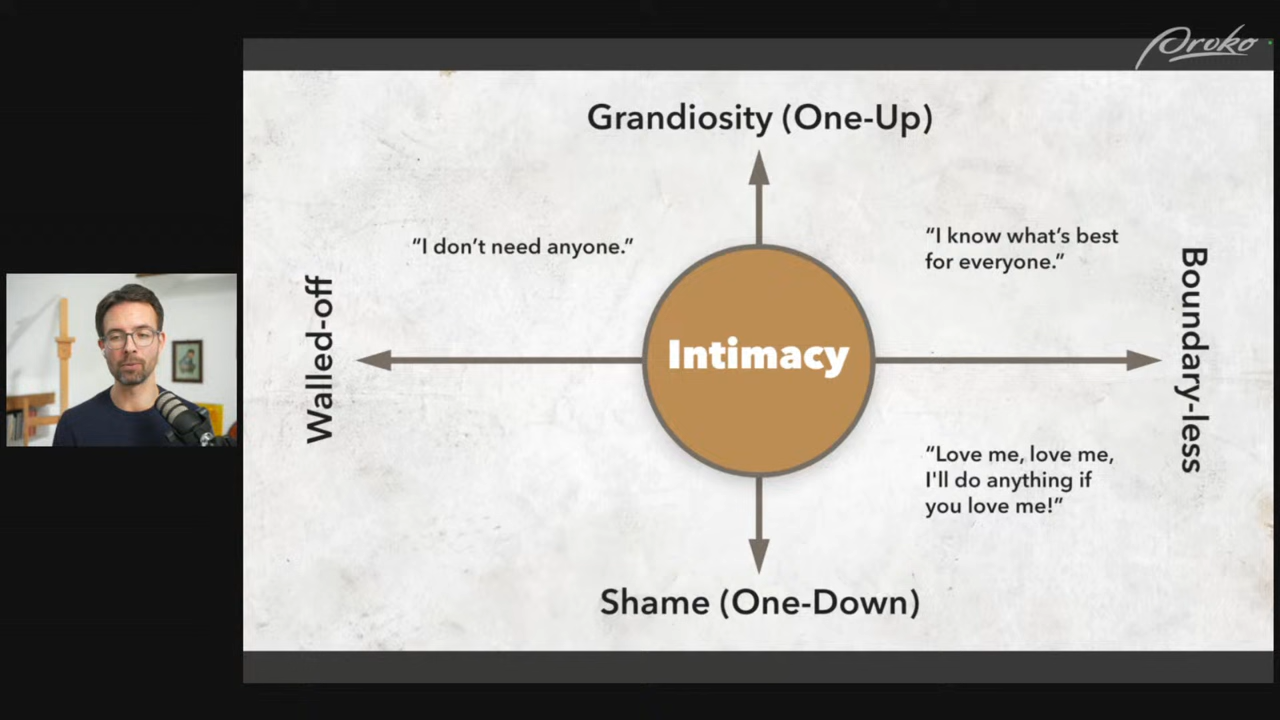 Proko
Grandiosity (One-Up)
“I don’t need anyone.”
“I know what’s best
for everyone.”
Walled-off
Intimacy
Boundary-less
“Love me, love me,
I'll do anything if
you love me!”
Shame (One-Down)